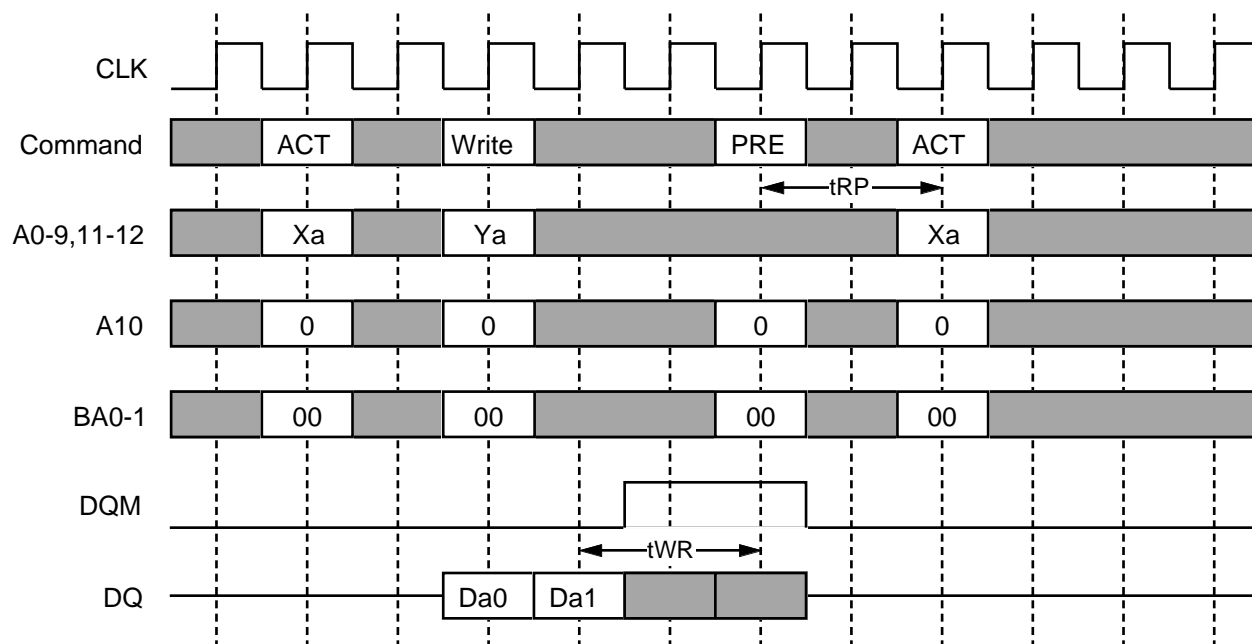 CLK
Command ACT Write PRE ACT
tRP
A0-9,11-12 Xa Ya Xa
A10 0 0 0 0
BA0-1 00 00 00 00
DQM
tWR
DQ Da0 Da1